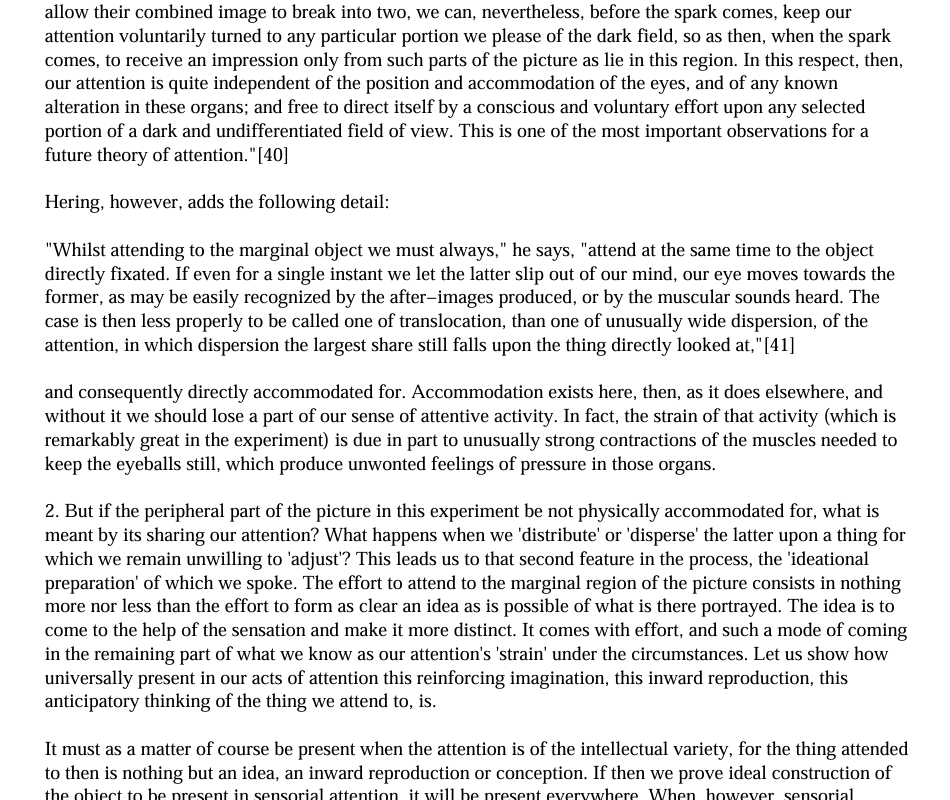 allow their combined image to break into two, we can, nevertheless, before the spark comes, keep our
attention voluntarily turned to any particular portion we please of the dark field, so as then, when the spark
comes, to receive an impression only from such parts of the picture as lie in this region. In this respect, then,
our attention is quite independent of the position and accommodation of the eyes, and of any known
alteration in these organs; and free to direct itself by a conscious and voluntary effort upon any selected
portion of a dark and undifferentiated field of view. This is one of the most important observations for a
future theory of attention."[40]

Hering, however, adds the following detail:

"Whilst attending to the marginal object we must always," he says, "attend at the same time to the object
directly fixated. If even for a single instant we let the latter slip out of our mind, our eye moves towards the
former, as may be easily recognized by the after−images produced, or by the muscular sounds heard. The
case is then less properly to be called one of translocation, than one of unusually wide dispersion, of the
attention, in which dispersion the largest share still falls upon the thing directly looked at,"[41]

and consequently directly accommodated for. Accommodation exists here, then, as it does elsewhere, and
without it we should lose a part of our sense of attentive activity. In fact, the strain of that activity (which is
remarkably great in the experiment) is due in part to unusually strong contractions of the muscles needed to
keep the eyeballs still, which produce unwonted feelings of pressure in those organs.

2. But if the peripheral part of the picture in this experiment be not physically accommodated for, what is
meant by its sharing our attention? What happens when we 'distribute' or 'disperse' the latter upon a thing for
which we remain unwilling to 'adjust'? This leads us to that second feature in the process, the 'ideational
preparation' of which we spoke. The effort to attend to the marginal region of the picture consists in nothing
more nor less than the effort to form as clear an idea as is possible of what is there portrayed. The idea is to
come to the help of the sensation and make it more distinct. It comes with effort, and such a mode of coming
in the remaining part of what we know as our attention's 'strain' under the circumstances. Let us show how
universally present in our acts of attention this reinforcing imagination, this inward reproduction, this
anticipatory thinking of the thing we attend to, is.

It must as a matter of course be present when the attention is of the intellectual variety, for the thing attended
to then is nothing but an idea, an inward reproduction or conception. If then we prove ideal construction of
the object to be present in sensorial attention, it will be present everywhere. When, however, sensorial